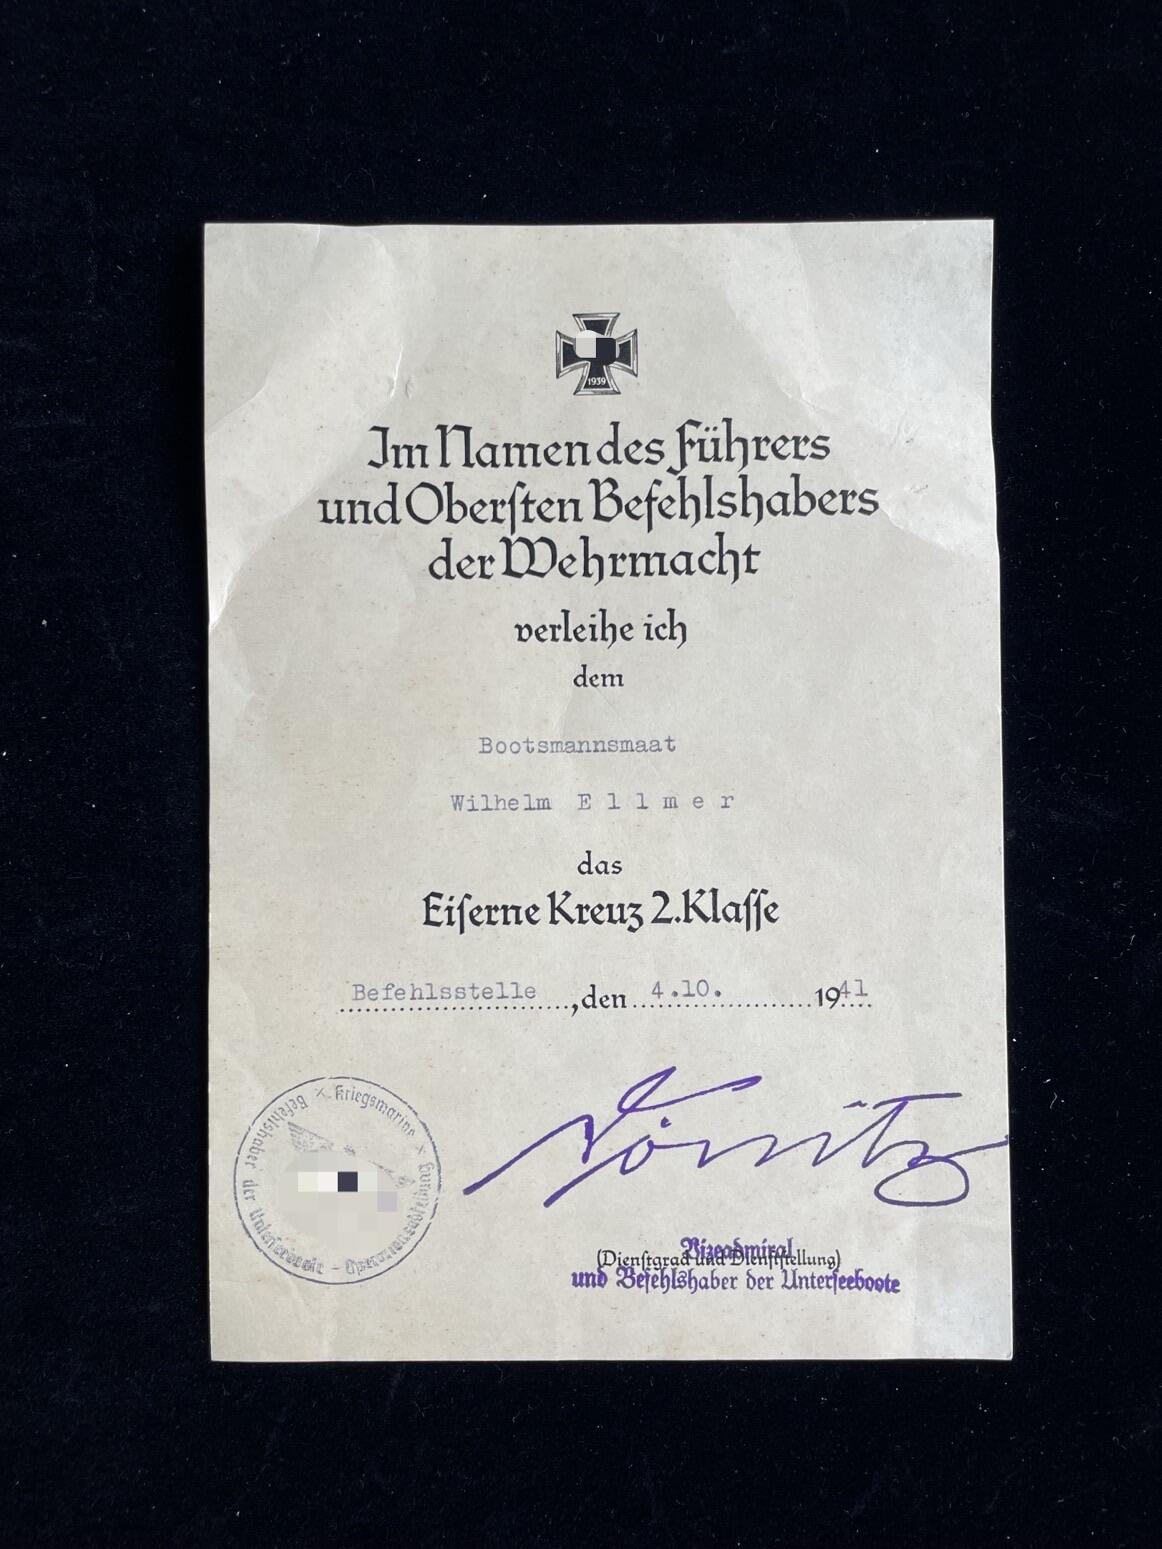 1939
Im Namen des Führers
und Oberſten Befehlshabers
der Wehrmacht
verleihe ich
dem
Bootsmannsmaat
Wilhelm E l l m e r
das
Eiſerne Kreuz 2.Klaſſe
Befehlsstelle, den 4.10. 1941
Kriegsmarine × Befehlshaber der Unterſeeboote – Operationsabteilung ×
Dönitz
Vizeadmiral
(Dienſtgrad und Dienſtſtellung)
und Befehlshaber der Unterſeeboote